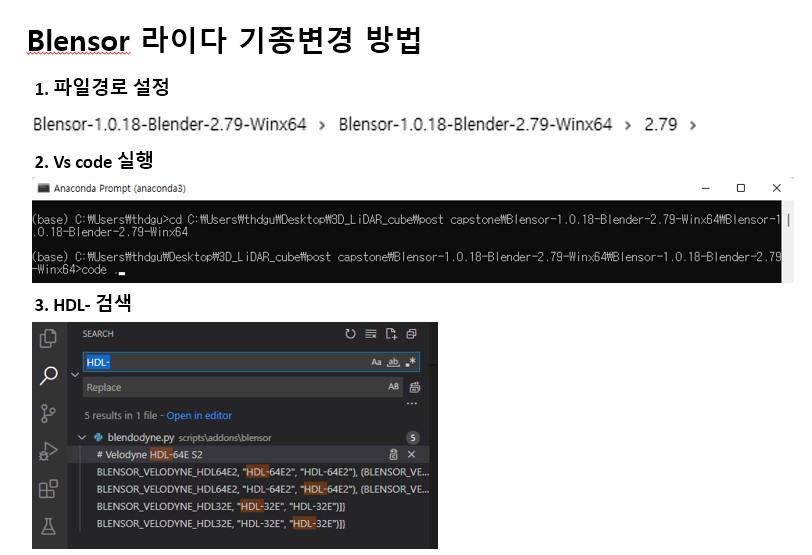 Blensor 라이다 기종변경 방법
1. 파일경로 설정
Blensor-1.0.18-Blender-2.79-Winx64 > Blensor-1.0.18-Blender-2.79-Winx64 > 2.79 >
2. Vs code 실행
Anaconda Prompt (anaconda3)
(base) C:₩Users₩thdgu>cd C:₩Users₩thdgu₩Desktop₩3D_LiDAR_cube₩post capstone₩Blensor-1.0.18-Blender-2.79-Winx64₩Blensor-1
.0.18-Blender-2.79-Winx64
(base) C:₩Users₩thdgu₩Desktop₩3D_LiDAR_cube₩post capstone₩Blensor-1.0.18-Blender-2.79-Winx64₩Blensor-1.0.18-Blender-2.79
-Winx64>code .
3. HDL- 검색
SEARCH
HDL- Aa ab .*
Replace AB
...
5 results in 1 file - Open in editor
blendodyne.py scripts\addons\blensor 5
# Velodyne HDL-64E S2
BLENSOR_VELODYNE_HDL64E2, "HDL-64E2", "HDL-64E2"), (BLENSOR_VE...
BLENSOR_VELODYNE_HDL64E2, "HDL-64E2", "HDL-64E2"), (BLENSOR_VE...
BLENSOR_VELODYNE_HDL32E, "HDL-32E", "HDL-32E")]}
BLENSOR_VELODYNE_HDL32E, "HDL-32E", "HDL-32E")]}